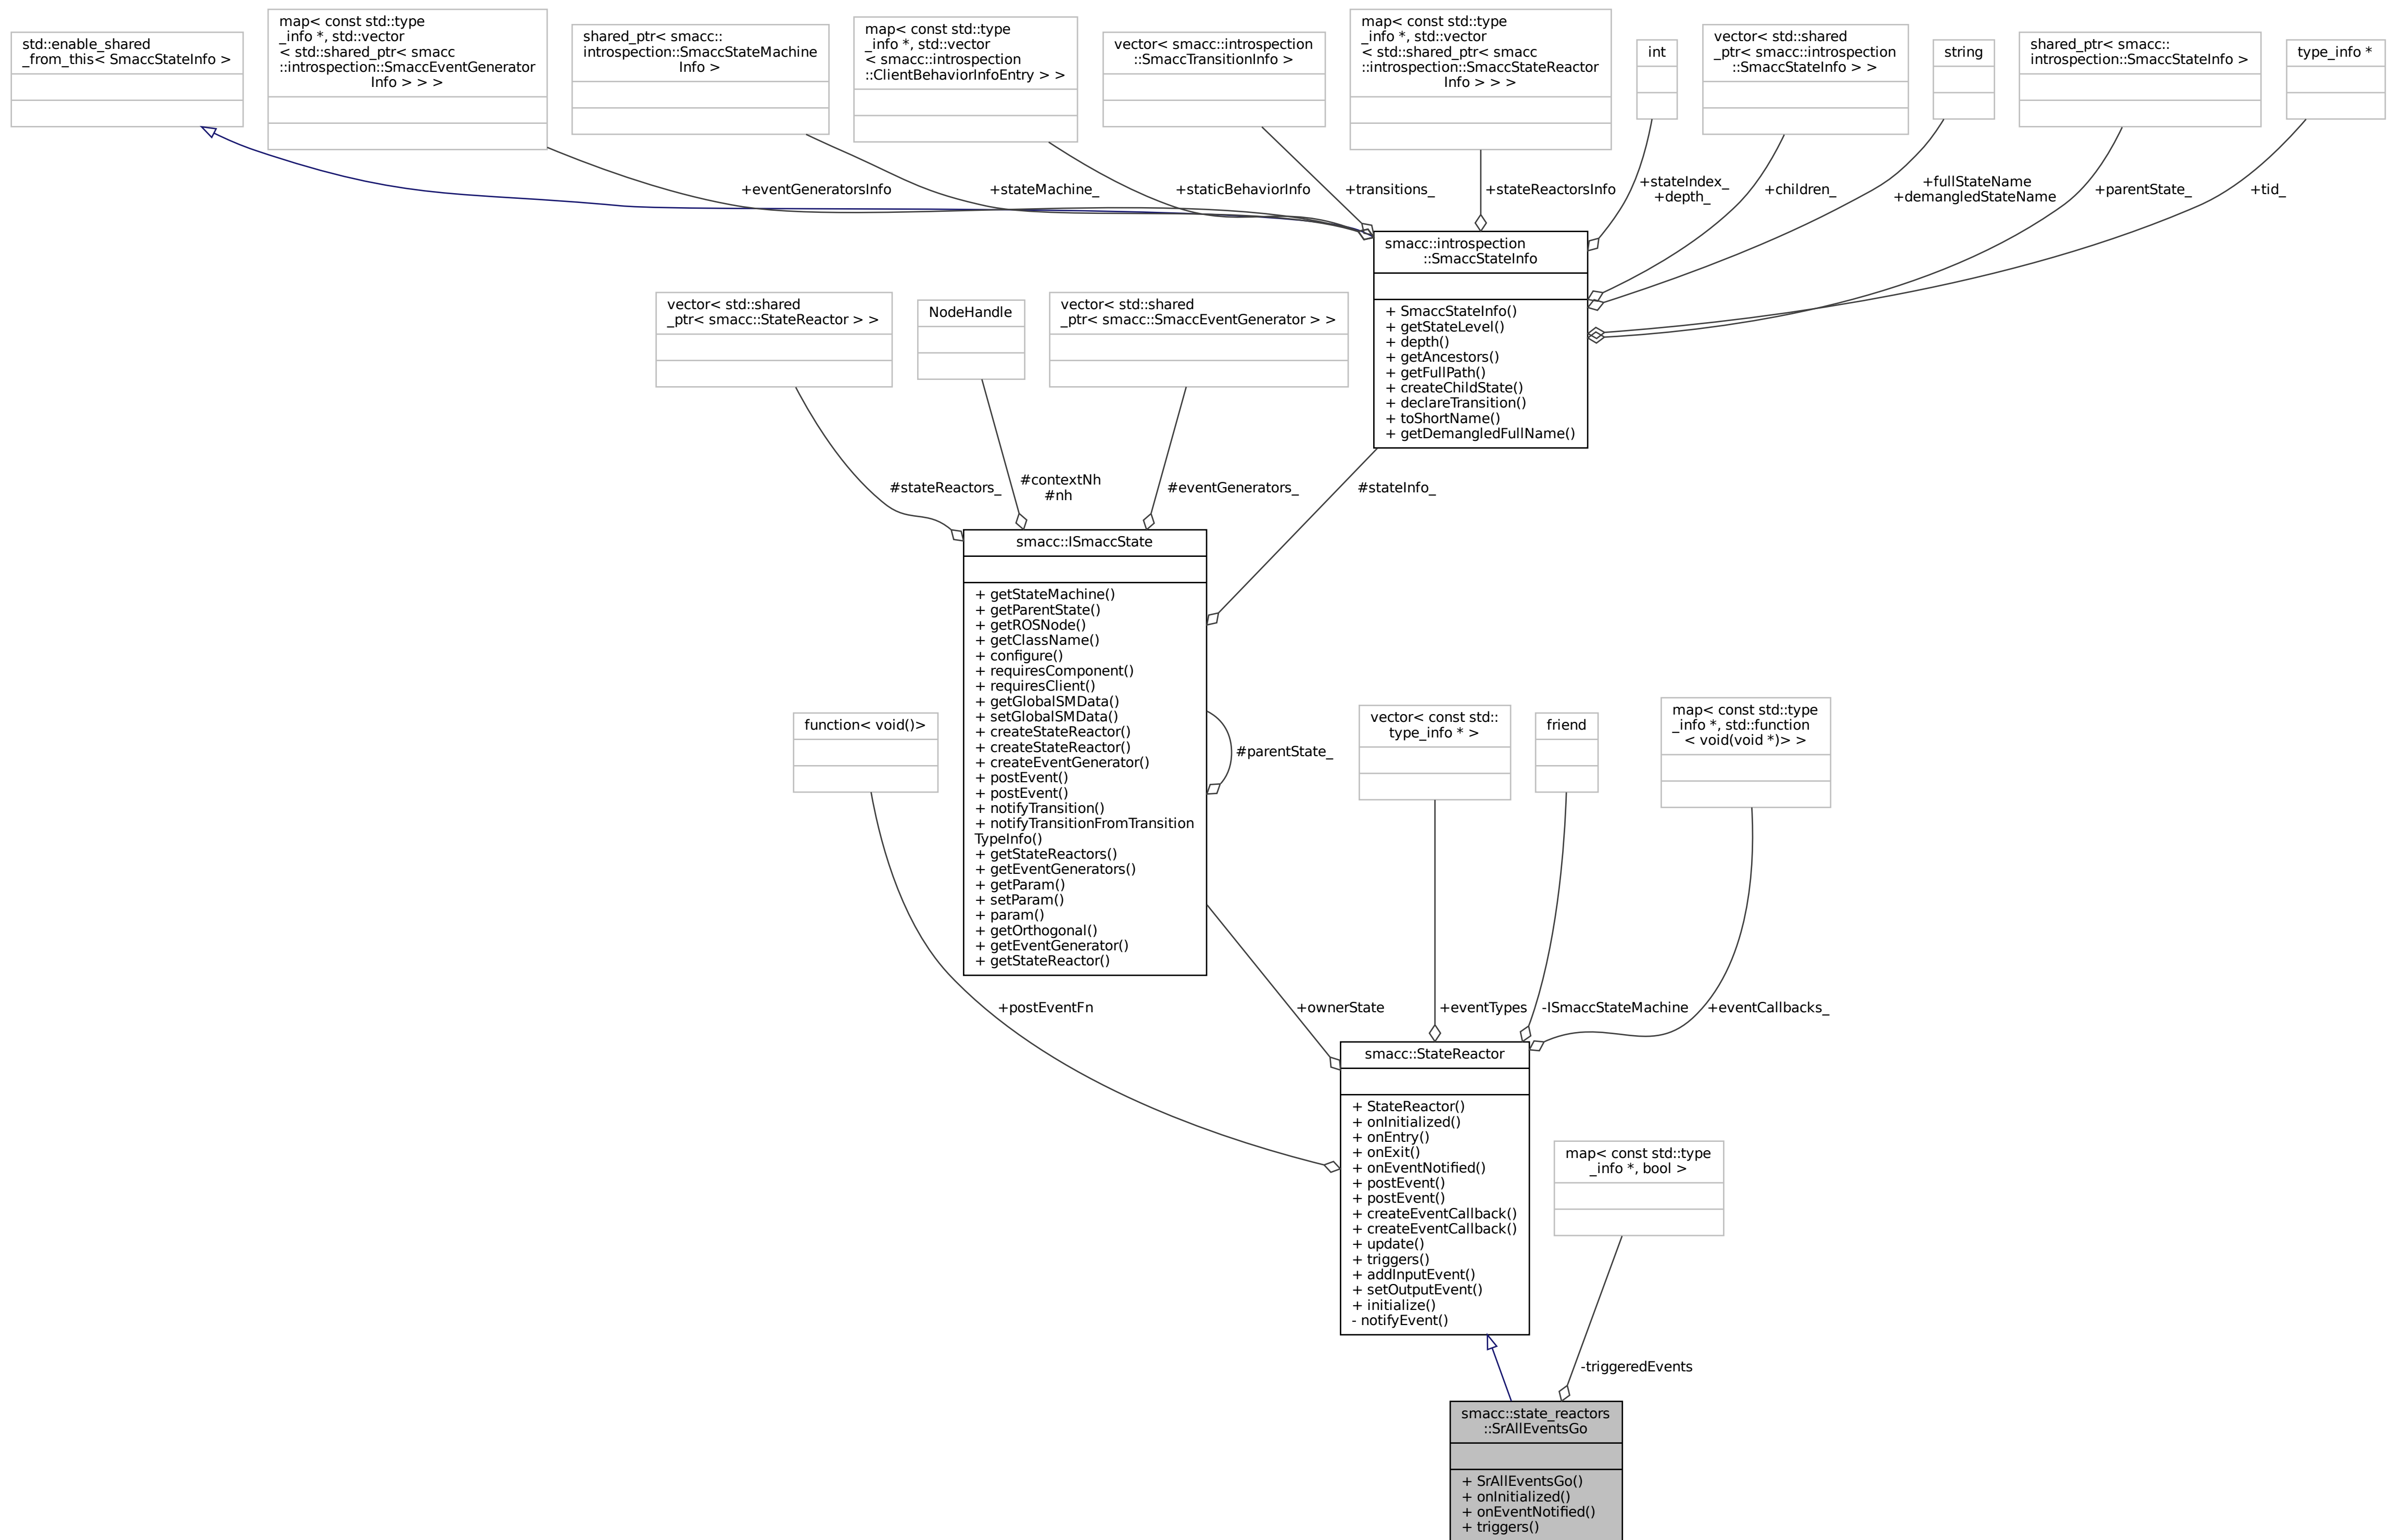 std::enable_shared
_from_this< SmaccStateInfo >
map< const std::type
_info *, std::vector
< std::shared_ptr< smacc
::introspection::SmaccEventGenerator
Info > > >
shared_ptr< smacc::
introspection::SmaccStateMachine
Info >
map< const std::type
_info *, std::vector
< smacc::introspection
::ClientBehaviorInfoEntry > >
vector< smacc::introspection
::SmaccTransitionInfo >
map< const std::type
_info *, std::vector
< std::shared_ptr< smacc
::introspection::SmaccStateReactor
Info > > >
int
vector< std::shared
_ptr< smacc::introspection
::SmaccStateInfo > >
string
shared_ptr< smacc::
introspection::SmaccStateInfo >
type_info *
+eventGeneratorsInfo
+stateMachine_
+staticBehaviorInfo
+transitions_
+stateReactorsInfo
+stateIndex_
+depth_
+children_
+fullStateName
+demangledStateName
+parentState_
+tid_
smacc::introspection
::SmaccStateInfo
+ SmaccStateInfo()
+ getStateLevel()
+ depth()
+ getAncestors()
+ getFullPath()
+ createChildState()
+ declareTransition()
+ toShortName()
+ getDemangledFullName()
vector< std::shared
_ptr< smacc::StateReactor > >
NodeHandle
vector< std::shared
_ptr< smacc::SmaccEventGenerator > >
#stateReactors_
#contextNh
#nh
#eventGenerators_
#stateInfo_
smacc::ISmaccState
+ getStateMachine()
+ getParentState()
+ getROSNode()
+ getClassName()
+ configure()
+ requiresComponent()
+ requiresClient()
+ getGlobalSMData()
+ setGlobalSMData()
+ createStateReactor()
+ createStateReactor()
+ createEventGenerator()
+ postEvent()
+ postEvent()
+ notifyTransition()
+ notifyTransitionFromTransition
TypeInfo()
+ getStateReactors()
+ getEventGenerators()
+ getParam()
+ setParam()
+ param()
+ getOrthogonal()
+ getEventGenerator()
+ getStateReactor()
#parentState_
function< void()>
vector< const std::
type_info * >
friend
map< const std::type
_info *, std::function
< void(void *)> >
+postEventFn
+ownerState
+eventTypes
-ISmaccStateMachine
+eventCallbacks_
smacc::StateReactor
+ StateReactor()
+ onInitialized()
+ onEntry()
+ onExit()
+ onEventNotified()
+ postEvent()
+ postEvent()
+ createEventCallback()
+ createEventCallback()
+ update()
+ triggers()
+ addInputEvent()
+ setOutputEvent()
+ initialize()
- notifyEvent()
map< const std::type
_info *, bool >
-triggeredEvents
smacc::state_reactors
::SrAllEventsGo
+ SrAllEventsGo()
+ onInitialized()
+ onEventNotified()
+ triggers()